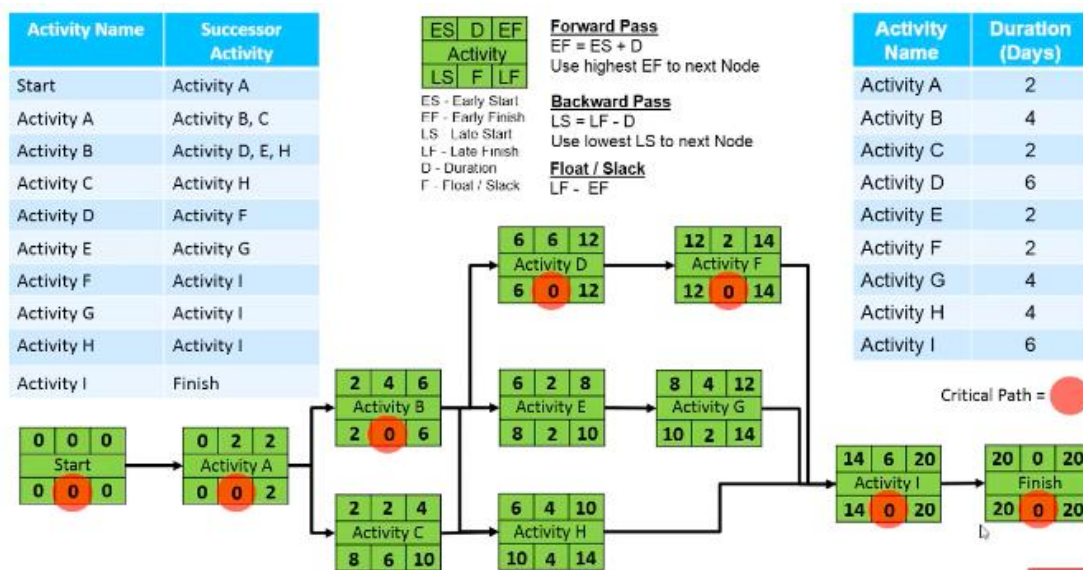 Activity Name Successor Activity
Start Activity A
Activity A Activity B, C
Activity B Activity D, E, H
Activity C Activity H
Activity D Activity F
Activity E Activity G
Activity F Activity I
Activity G Activity I
Activity H Activity I
Activity I Finish
ES D EF
Activity
LS F LF
ES - Early Start
EF - Early Finish
LS - Late Start
LF - Late Finish
D - Duration
F - Float / Slack
Forward Pass
EF = ES + D
Use highest EF to next Node
Backward Pass
LS = LF - D
Use lowest LS to next Node
Float / Slack
LF - EF
Activity Name Duration (Days)
Activity A 2
Activity B 4
Activity C 2
Activity D 6
Activity E 2
Activity F 2
Activity G 4
Activity H 4
Activity I 6
Critical Path =
0 0 0
Start
0 0 0
0 2 2
Activity A
0 0 2
2 4 6
Activity B
2 0 6
2 2 4
Activity C
8 6 10
6 6 12
Activity D
6 0 12
6 2 8
Activity E
8 2 10
6 4 10
Activity H
10 4 14
12 2 14
Activity F
12 0 14
8 4 12
Activity G
10 2 14
14 6 20
Activity I
14 0 20
20 0 20
Finish
20 0 20